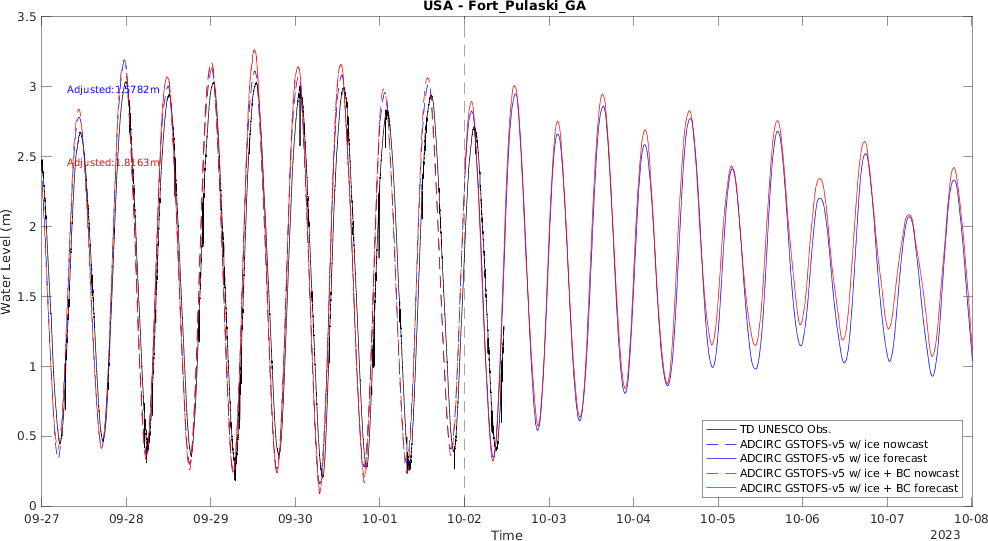 USA - Fort_Pulaski_GA
3.5
3
2.5
2
1.5
1
0.5
0
Water Level (m)
Adjusted:1.5782m
Adjusted:1.8163m
TD UNESCO Obs.
ADCIRC GSTOFS-v5 w/ ice nowcast
ADCIRC GSTOFS-v5 w/ ice forecast
ADCIRC GSTOFS-v5 w/ ice + BC nowcast
ADCIRC GSTOFS-v5 w/ ice + BC forecast
09-27 09-28 09-29 09-30 10-01 10-02 10-03 10-04 10-05 10-06 10-07 10-08
Time
2023